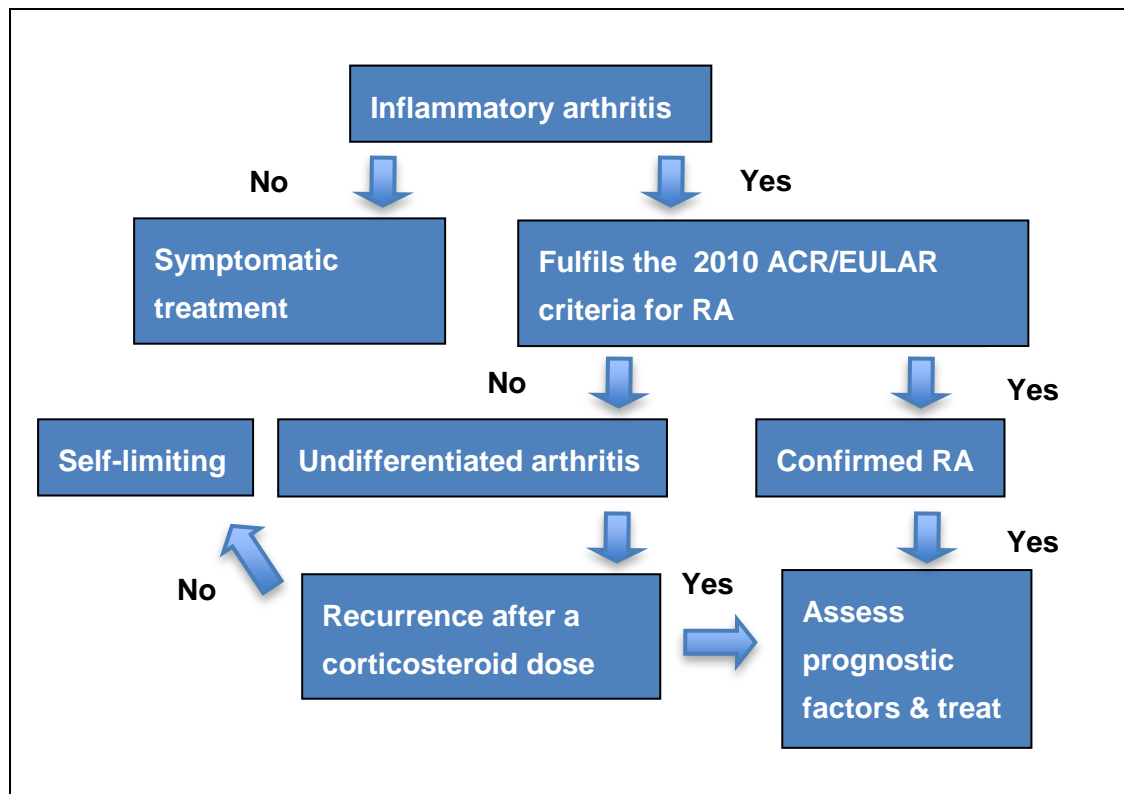 Inflammatory arthritis
No
Yes
Symptomatic
treatment
Fulfils the 2010 ACR/EULAR
criteria for RA
No
Yes
Self-limiting
Undifferentiated arthritis
Confirmed RA
Yes
No
Yes
Recurrence after a
corticosteroid dose
Assess
prognostic
factors & treat